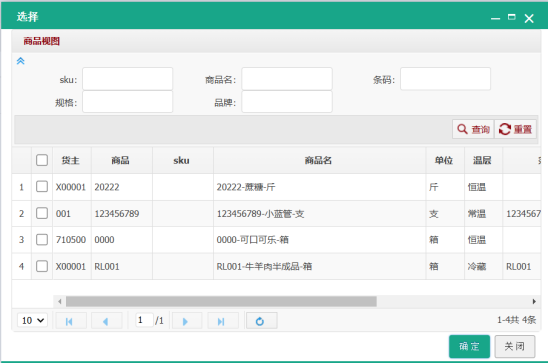 选择
商品视图
sku: 商品名: 条码:
规格: 品牌:
查询 重置
货主 商品 sku 商品名 单位 温层
1 X00001 20222 20222-蔗糖-斤 斤 恒温
2 001 123456789 123456789-小蓝管-支 支 常温 1234567
3 710500 0000 0000-可口可乐-箱 箱 恒温
4 X00001 RL001 RL001-牛羊肉半成品-箱 箱 冷藏 RL001
10 1 /1 1-4共 4条
确定 关闭